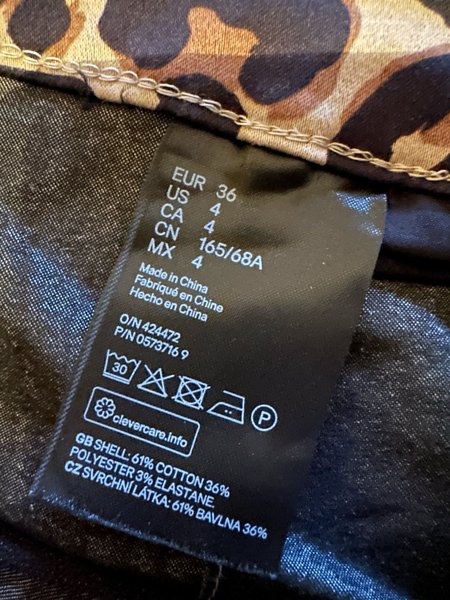 EUR 36
US 4
CA 4
CN 165/68A
MX 4
Made in China
Fabriqué en Chine
Hecho en China
O/N 424472
P/N 0573716 9
30
P
clevercare.info
GB SHELL: 61% COTTON 36%
POLYESTER 3% ELASTANE.
CZ SVRCHNÍ LÁTKA: 61% BAVLNA 36%